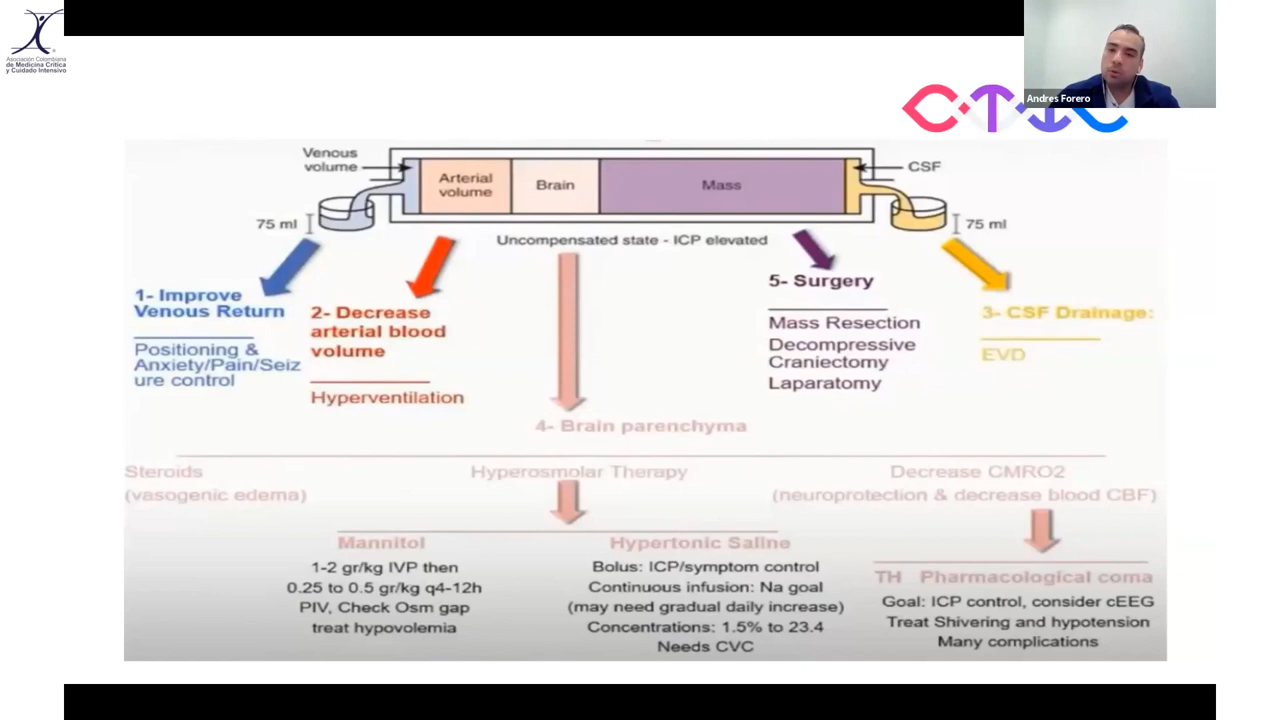 Asociación Colombiana
de Medicina Crítica
y Cuidado Intensivo
Andres Forero
CTIC
Venous
volume
Arterial
volume
Brain
Mass
CSF
75 ml
75 ml
Uncompensated state - ICP elevated
1- Improve
Venous Return
Positioning &
Anxiety/Pain/Seiz
ure control
2- Decrease
arterial blood
volume
Hyperventilation
5- Surgery
Mass Resection
Decompressive
Craniectomy
Laparatomy
3- CSF Drainage:
EVD
4- Brain parenchyma
Steroids
(vasogenic edema)
Hyperosmolar Therapy
Decrease CMRO2
(neuroprotection & decrease blood CBF)
Mannitol
1-2 gr/kg IVP then
0.25 to 0.5 gr/kg q4-12h
PIV, Check Osm gap
treat hypovolemia
Hypertonic Saline
Bolus: ICP/symptom control
Continuous infusion: Na goal
(may need gradual daily increase)
Concentrations: 1.5% to 23.4
Needs CVC
TH Pharmacological coma
Goal: ICP control, consider cEEG
Treat Shivering and hypotension
Many complications